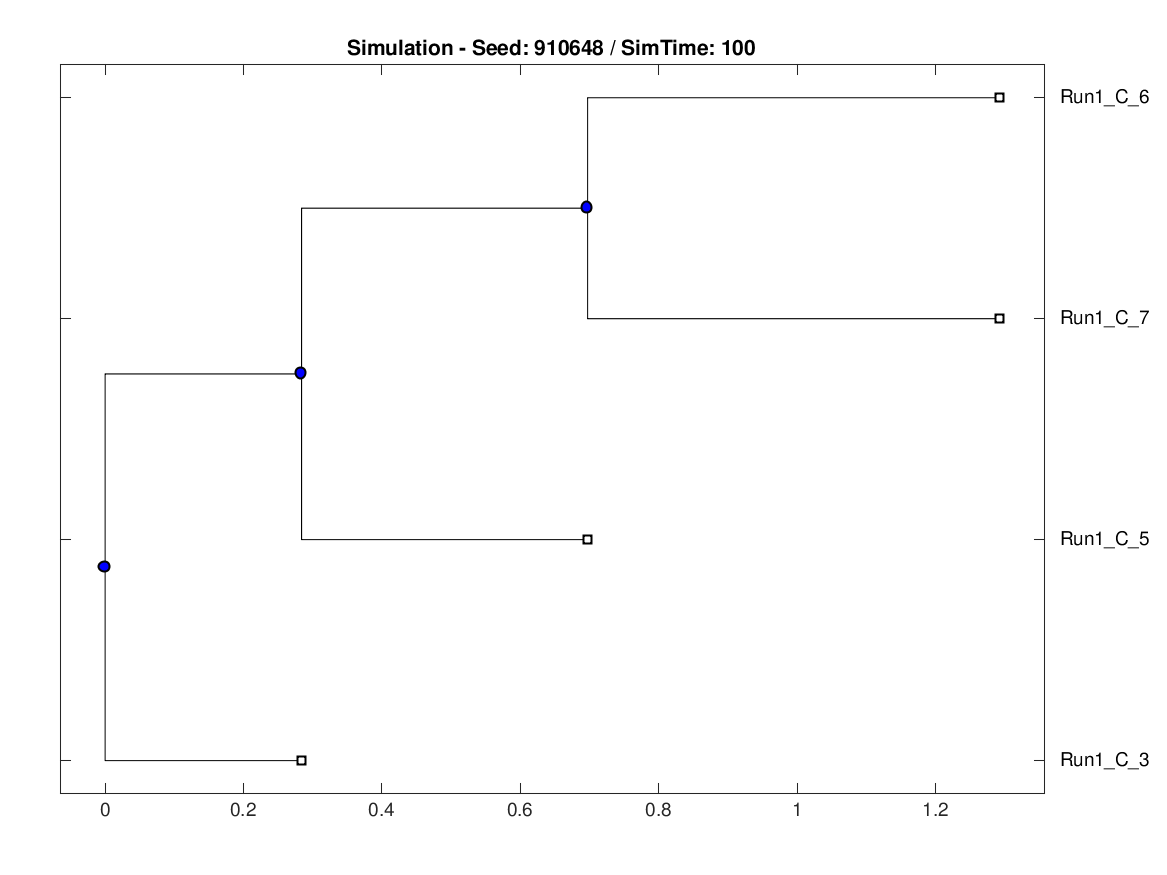 Simulation - Seed: 910648 / SimTime: 100
Run1_C_6
Run1_C_7
Run1_C_5
Run1_C_3
0 0.2 0.4 0.6 0.8 1 1.2